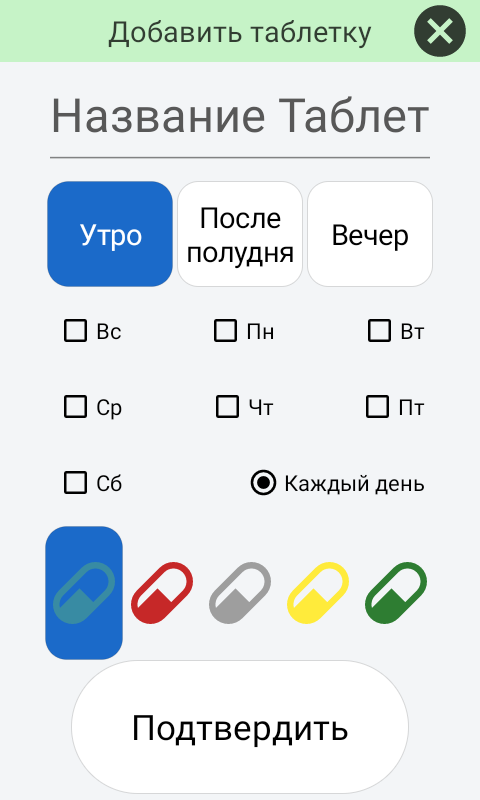 Добавить таблетку
Название Таблет
Утро
После
полудня
Вечер
Вс
Пн
Вт
Ср
Чт
Пт
Сб
Каждый день
Подтвердить